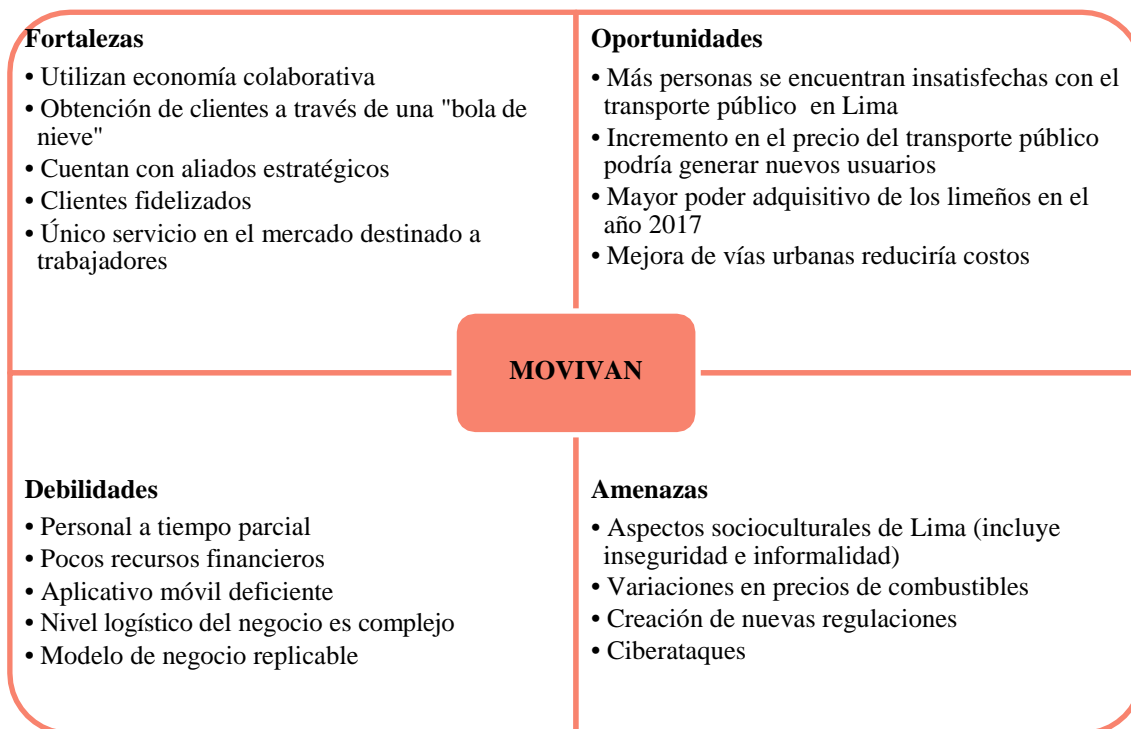 Fortalezas
• Utilizan economía colaborativa
• Obtención de clientes a través de una "bola de
nieve"
• Cuentan con aliados estratégicos
• Clientes fidelizados
• Único servicio en el mercado destinado a
trabajadores
Oportunidades
• Más personas se encuentran insatisfechas con el
transporte público en Lima
• Incremento en el precio del transporte público
podría generar nuevos usuarios
• Mayor poder adquisitivo de los limeños en el
año 2017
• Mejora de vías urbanas reduciría costos
MOVIVAN
Debilidades
• Personal a tiempo parcial
• Pocos recursos financieros
• Aplicativo móvil deficiente
• Nivel logístico del negocio es complejo
• Modelo de negocio replicable
Amenazas
• Aspectos socioculturales de Lima (incluye
inseguridad e informalidad)
• Variaciones en precios de combustibles
• Creación de nuevas regulaciones
• Ciberataques